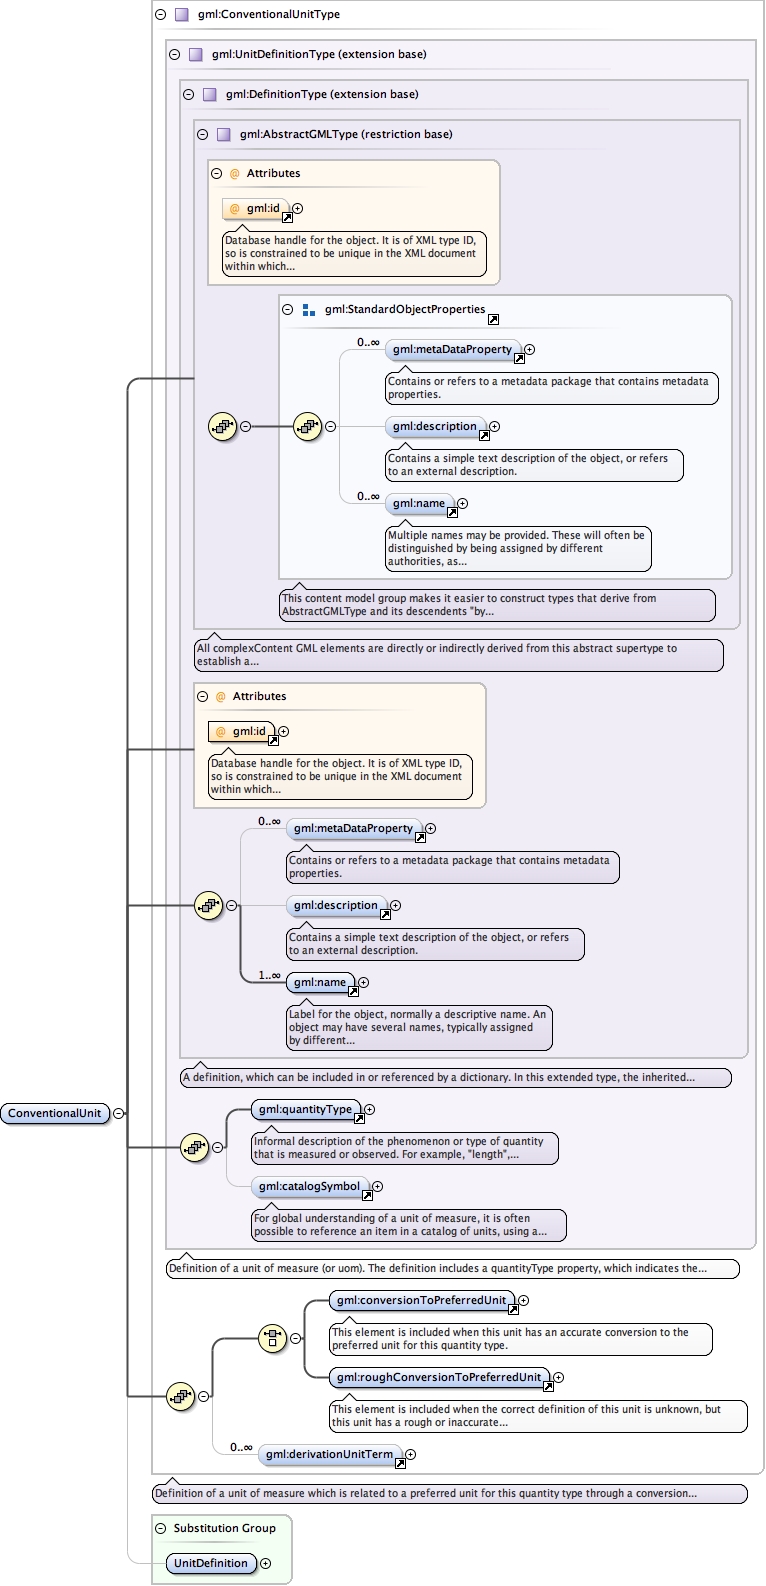 gml:ConventionalUnitType
gml:UnitDefinitionType (extension base)
gml:DefinitionType (extension base)
gml:AbstractGMLType (restriction base)
@ Attributes
@ gml:id
Database handle for the object. It is of XML type ID,
so is constrained to be unique in the XML document
within which...
gml:StandardObjectProperties
0..∞
gml:metaDataProperty
Contains or refers to a metadata package that contains metadata
properties.
gml:description
Contains a simple text description of the object, or refers
to an external description.
0..∞
gml:name
Multiple names may be provided. These will often be
distinguished by being assigned by different
authorities, as...
This content model group makes it easier to construct types that derive from
AbstractGMLType and its descendents "by...
All complexContent GML elements are directly or indirectly derived from this abstract supertype to
establish a...
@ Attributes
@ gml:id
Database handle for the object. It is of XML type ID,
so is constrained to be unique in the XML document
within which...
0..∞
gml:metaDataProperty
Contains or refers to a metadata package that contains metadata
properties.
gml:description
Contains a simple text description of the object, or refers
to an external description.
1..∞
gml:name
Label for the object, normally a descriptive name. An
object may have several names, typically assigned
by different...
A definition, which can be included in or referenced by a dictionary. In this extended type, the inherited...
ConventionalUnit
gml:quantityType
Informal description of the phenomenon or type of quantity
that is measured or observed. For example, "length",...
gml:catalogSymbol
For global understanding of a unit of measure, it is often
possible to reference an item in a catalog of units, using a...
Definition of a unit of measure (or uom). The definition includes a quantityType property, which indicates the...
gml:conversionToPreferredUnit
This element is included when this unit has an accurate conversion to the
preferred unit for this quantity type.
gml:roughConversionToPreferredUnit
This element is included when the correct definition of this unit is unknown, but
this unit has a rough or inaccurate...
0..∞
gml:derivationUnitTerm
Definition of a unit of measure which is related to a preferred unit for this quantity type through a conversion...
Substitution Group
UnitDefinition